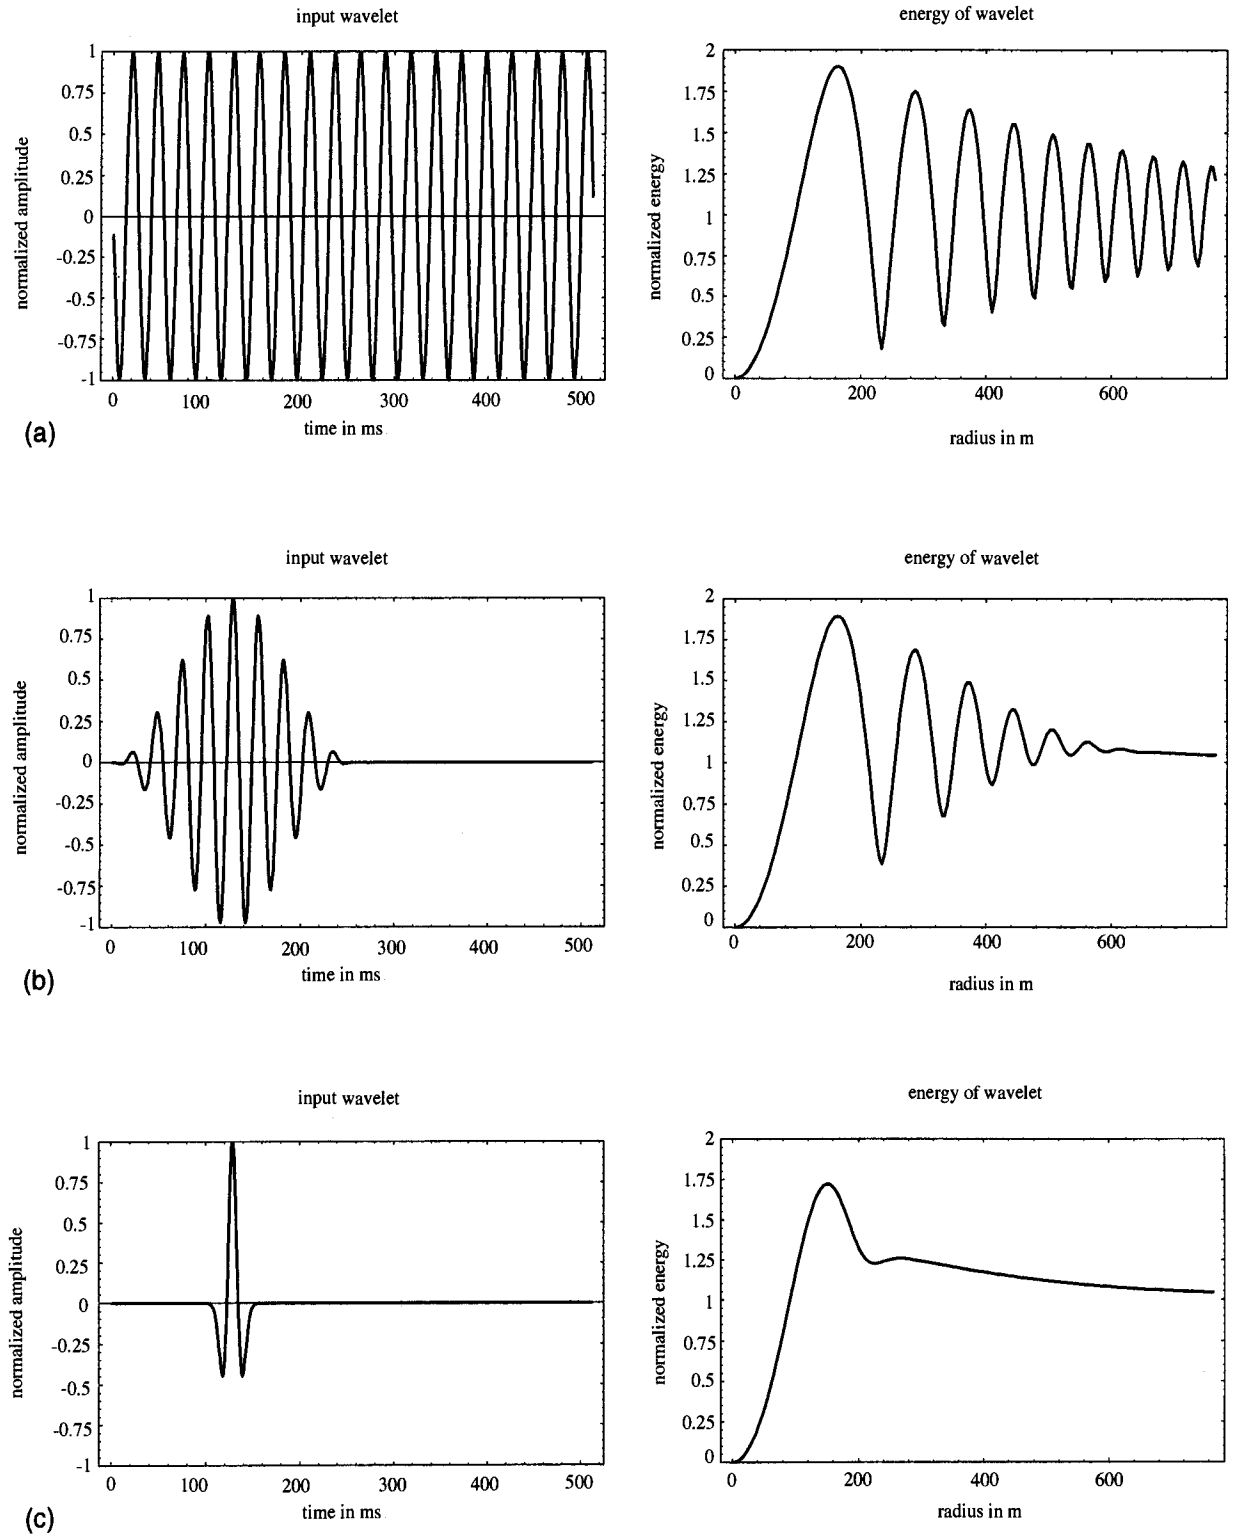 input wavelet
energy of wavelet
normalized amplitude
1
0.75
0.5
0.25
0
-0.25
-0.5
-0.75
-1
0 100 200 300 400 500
time in ms
normalized energy
2
1.75
1.5
1.25
1
0.75
0.5
0.25
0
0 200 400 600
radius in m
(a)
input wavelet
energy of wavelet
normalized amplitude
1
0.75
0.5
0.25
0
-0.25
-0.5
-0.75
-1
0 100 200 300 400 500
time in ms
normalized energy
2
1.75
1.5
1.25
1
0.75
0.5
0.25
0
0 200 400 600
radius in m
(b)
input wavelet
energy of wavelet
normalized amplitude
1
0.75
0.5
0.25
0
-0.25
-0.5
-0.75
-1
0 100 200 300 400 500
time in ms
normalized energy
2
1.75
1.5
1.25
1
0.75
0.5
0.25
0
0 200 400 600
radius in m
(c)